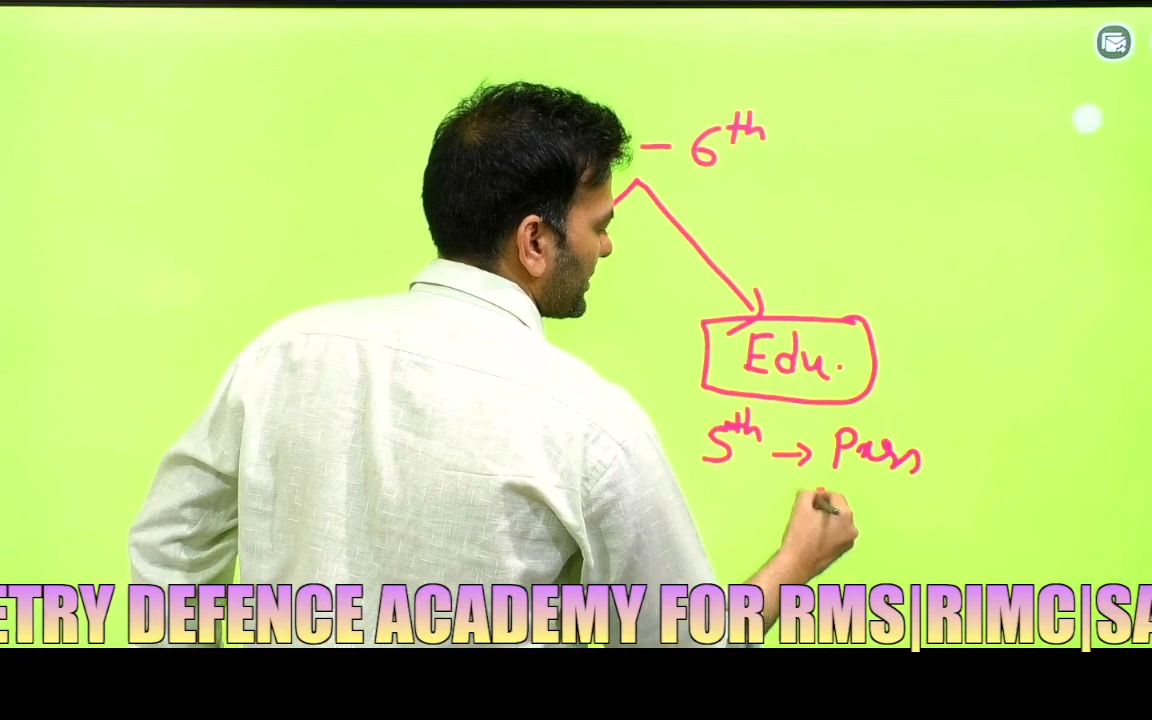 - 6th
Edu.
5th → Pass
ETRY DEFENCE ACADEMY FOR RMS|RIMC|SA